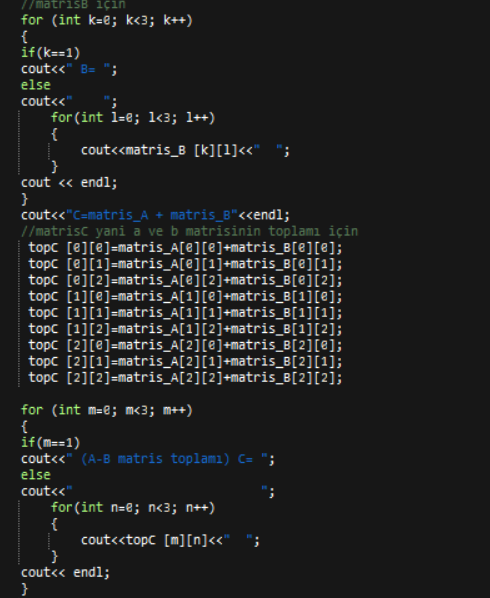 //matrisB için
for (int k=0; k<3; k++)
{
if(k==1)
cout<<" B= ";
else
cout<<"    ";
for(int l=0; l<3; l++)
{
cout<<matris_B [k][l]<<"  ";
}
cout << endl;
}
cout<<"C=matris_A + matris_B"<<endl;
//matrisC yani a ve b matrisinin toplamı için
topC [0][0]=matris_A[0][0]+matris_B[0][0];
topC [0][1]=matris_A[0][1]+matris_B[0][1];
topC [0][2]=matris_A[0][2]+matris_B[0][2];
topC [1][0]=matris_A[1][0]+matris_B[1][0];
topC [1][1]=matris_A[1][1]+matris_B[1][1];
topC [1][2]=matris_A[1][2]+matris_B[1][2];
topC [2][0]=matris_A[2][0]+matris_B[2][0];
topC [2][1]=matris_A[2][1]+matris_B[2][1];
topC [2][2]=matris_A[2][2]+matris_B[2][2];
for (int m=0; m<3; m++)
{
if(m==1)
cout<<" (A-B matris toplamı) C= ";
else
cout<<"                         ";
for(int n=0; n<3; n++)
{
cout<<topC [m][n]<<"  ";
}
cout<< endl;
}